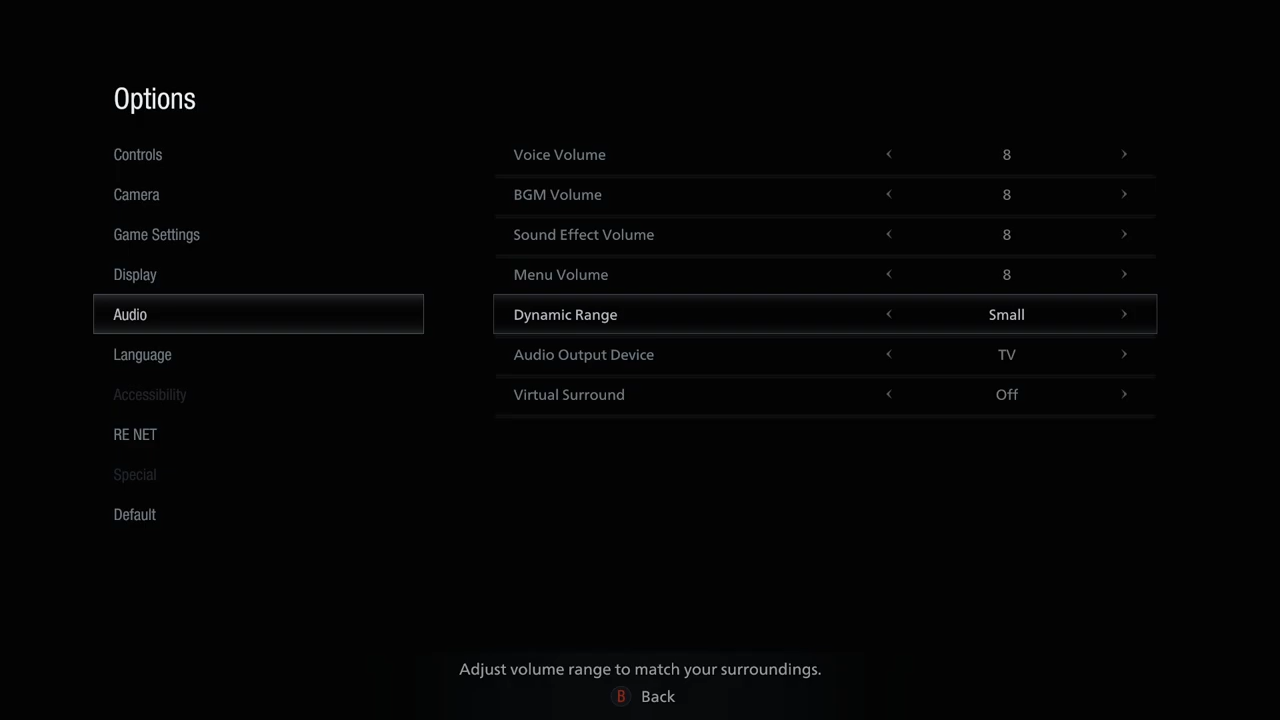 Options
Controls
Voice Volume 8
Camera
BGM Volume 8
Game Settings
Sound Effect Volume 8
Display
Menu Volume 8
Audio
Dynamic Range Small
Language
Audio Output Device TV
Accessibility
Virtual Surround Off
RE NET
Special
Default
Adjust volume range to match your surroundings.
B Back